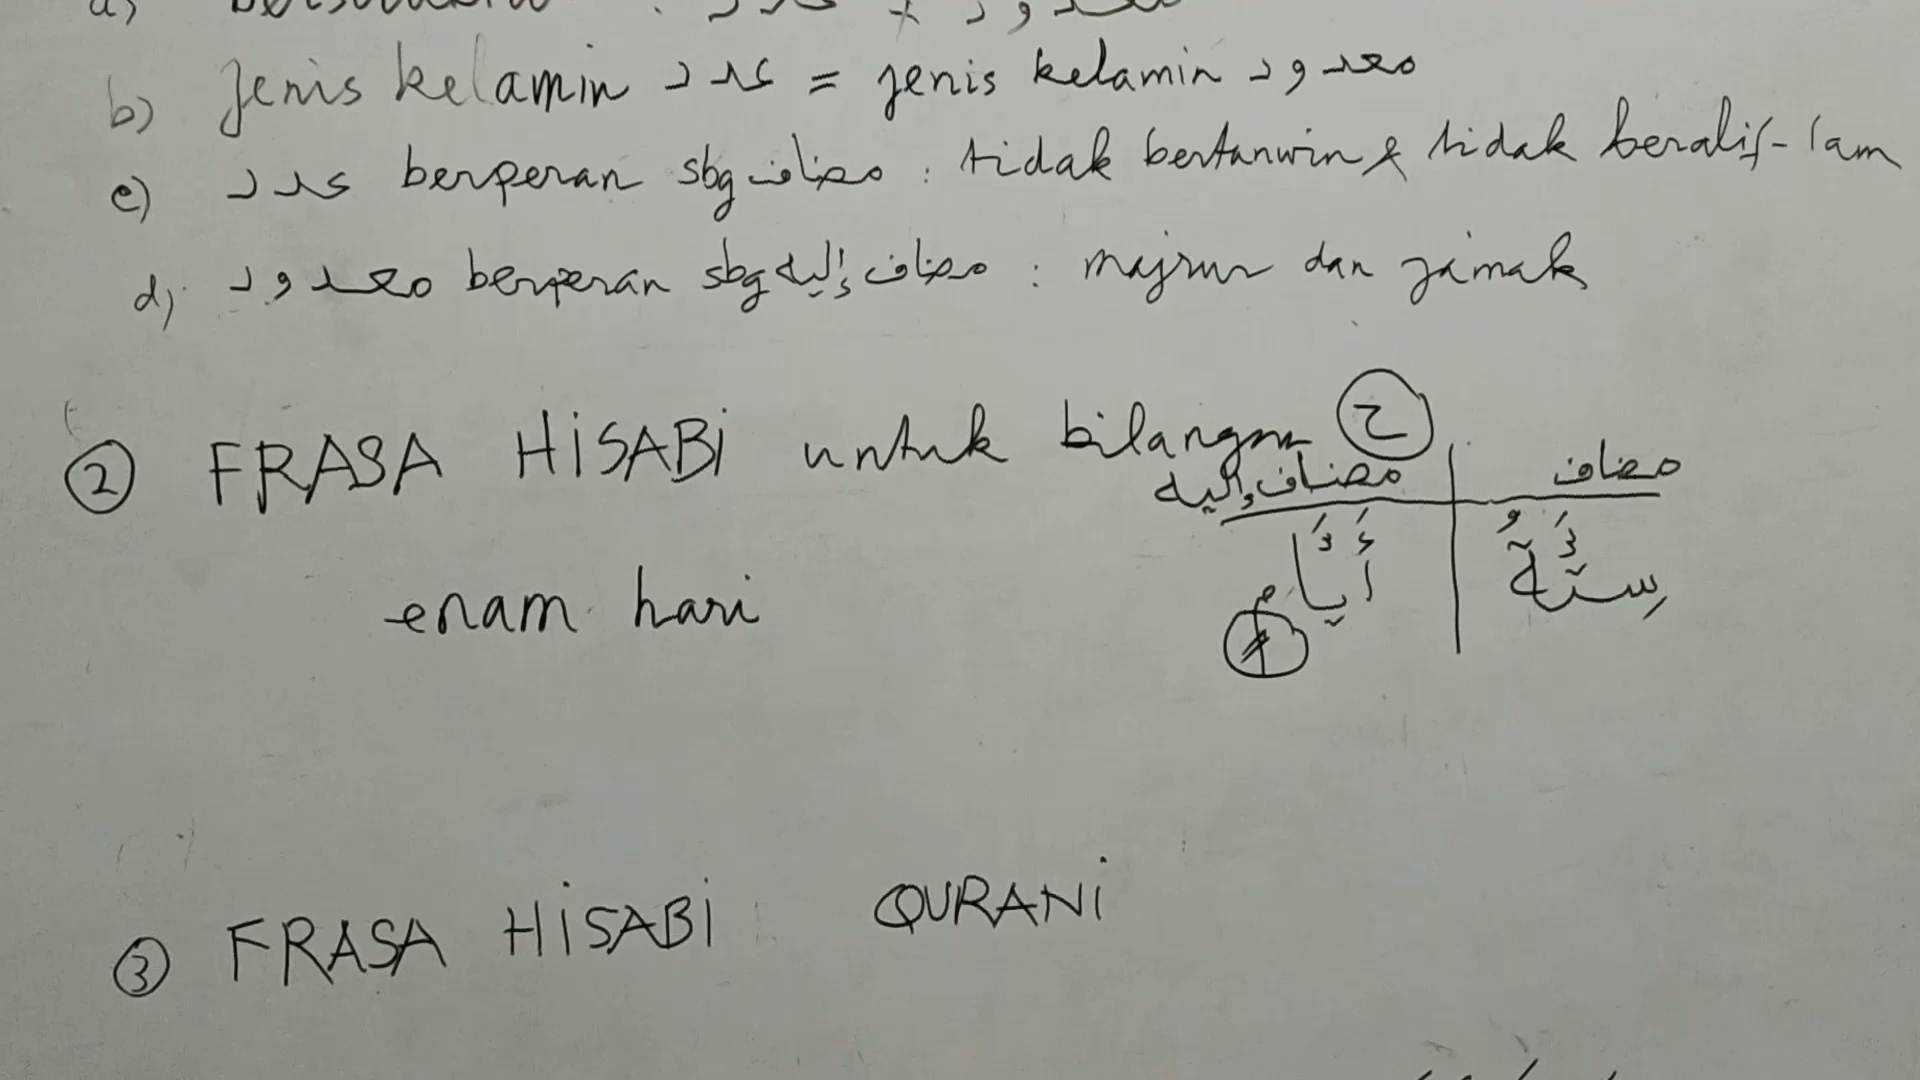 a) : عدد + معدود
b) Jenis kelamin عدد = jenis kelamin معدود
c) عدد berperan sbg مضاف : tidak bertanwin & tidak beralif-lam
d) معدود berperan sbg مضاف إليه : majrur dan jamak
② FRASA HISABI untuk bilangan ح
مضاف | مضاف إليه
سِتَّةُ | أَيَّامٍ
enam hari
③ FRASA HISABI QURANI